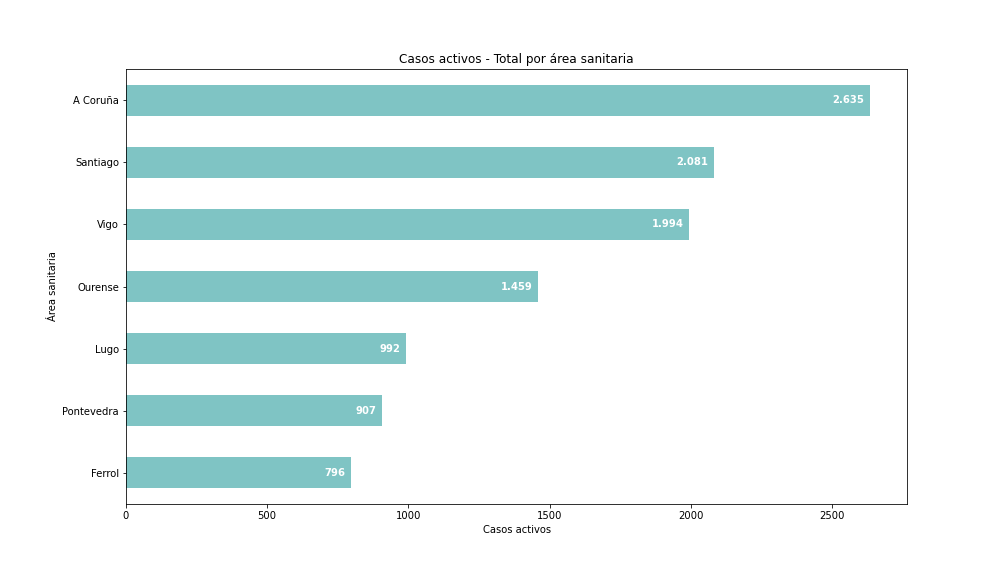 Casos activos - Total por área sanitaria
A Coruña
2.635
Santiago
2.081
Vigo
1.994
Ourense
1.459
Lugo
992
Pontevedra
907
Ferrol
796
Área sanitaria
0 500 1000 1500 2000 2500
Casos activos